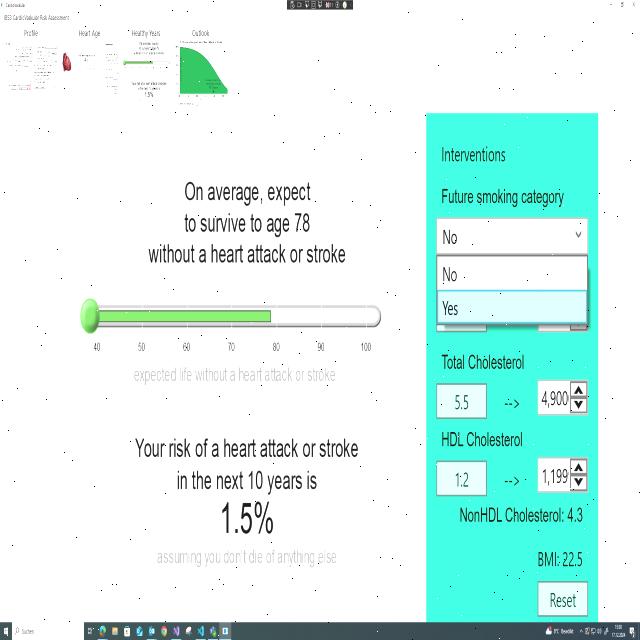 JBS3 CardioVascular Risk Assessment
Profile
Heart Age
Healthy Years
Outlook
1.5%
Interventions
Future smoking category
No
No
Yes
On average, expect
to survive to age 78
without a heart attack or stroke
40 50 60 70 80 90 100
expected life without a heart attack or stroke
Total Cholesterol
5.5 --> 4,900
HDL Cholesterol
1.2 --> 1,199
NonHDL Cholesterol: 4.3
BMI: 22.5
Reset
Your risk of a heart attack or stroke
in the next 10 years is
1.5%
assuming you don't die of anything else
Suchen